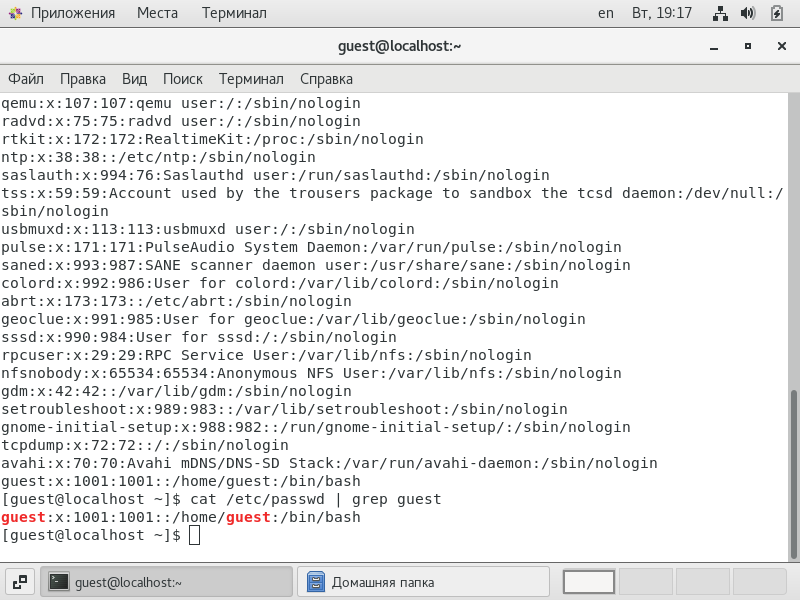 Приложения Места Терминал en Вт, 19:17
guest@localhost:~
Файл Правка Вид Поиск Терминал Справка
qemu:x:107:107:qemu user:/:/sbin/nologin
radvd:x:75:75:radvd user:/:/sbin/nologin
rtkit:x:172:172:RealtimeKit:/proc:/sbin/nologin
ntp:x:38:38::/etc/ntp:/sbin/nologin
saslauth:x:994:76:Saslauthd user:/run/saslauthd:/sbin/nologin
tss:x:59:59:Account used by the trousers package to sandbox the tcsd daemon:/dev/null:/
sbin/nologin
usbmuxd:x:113:113:usbmuxd user:/:/sbin/nologin
pulse:x:171:171:PulseAudio System Daemon:/var/run/pulse:/sbin/nologin
saned:x:993:987:SANE scanner daemon user:/usr/share/sane:/sbin/nologin
colord:x:992:986:User for colord:/var/lib/colord:/sbin/nologin
abrt:x:173:173::/etc/abrt:/sbin/nologin
geoclue:x:991:985:User for geoclue:/var/lib/geoclue:/sbin/nologin
sssd:x:990:984:User for sssd:/:/sbin/nologin
rpcuser:x:29:29:RPC Service User:/var/lib/nfs:/sbin/nologin
nfsnobody:x:65534:65534:Anonymous NFS User:/var/lib/nfs:/sbin/nologin
gdm:x:42:42::/var/lib/gdm:/sbin/nologin
setroubleshoot:x:989:983::/var/lib/setroubleshoot:/sbin/nologin
gnome-initial-setup:x:988:982::/run/gnome-initial-setup/:/sbin/nologin
tcpdump:x:72:72::/:/sbin/nologin
avahi:x:70:70:Avahi mDNS/DNS-SD Stack:/var/run/avahi-daemon:/sbin/nologin
guest:x:1001:1001::/home/guest:/bin/bash
[guest@localhost ~]$ cat /etc/passwd | grep guest
guest:x:1001:1001::/home/guest:/bin/bash
[guest@localhost ~]$
guest@localhost:~ Домашняя папка